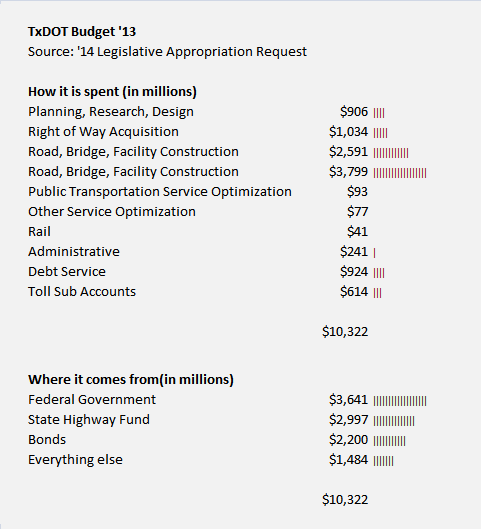 TxDOT Budget '13
Source: '14 Legislative Appropriation Request
How it is spent (in millions)
Planning, Research, Design $906
Right of Way Acquisition $1,034
Road, Bridge, Facility Construction $2,591
Road, Bridge, Facility Construction $3,799
Public Transportation Service Optimization $93
Other Service Optimization $77
Rail $41
Administrative $241
Debt Service $924
Toll Sub Accounts $614
$10,322
Where it comes from(in millions)
Federal Government $3,641
State Highway Fund $2,997
Bonds $2,200
Everything else $1,484
$10,322